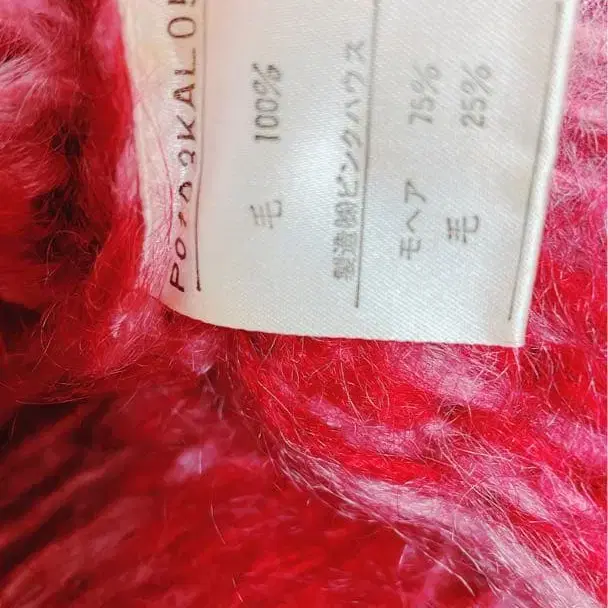 毛 100%
製造㈱ピンクハウス
モヘア 75%
毛 25%